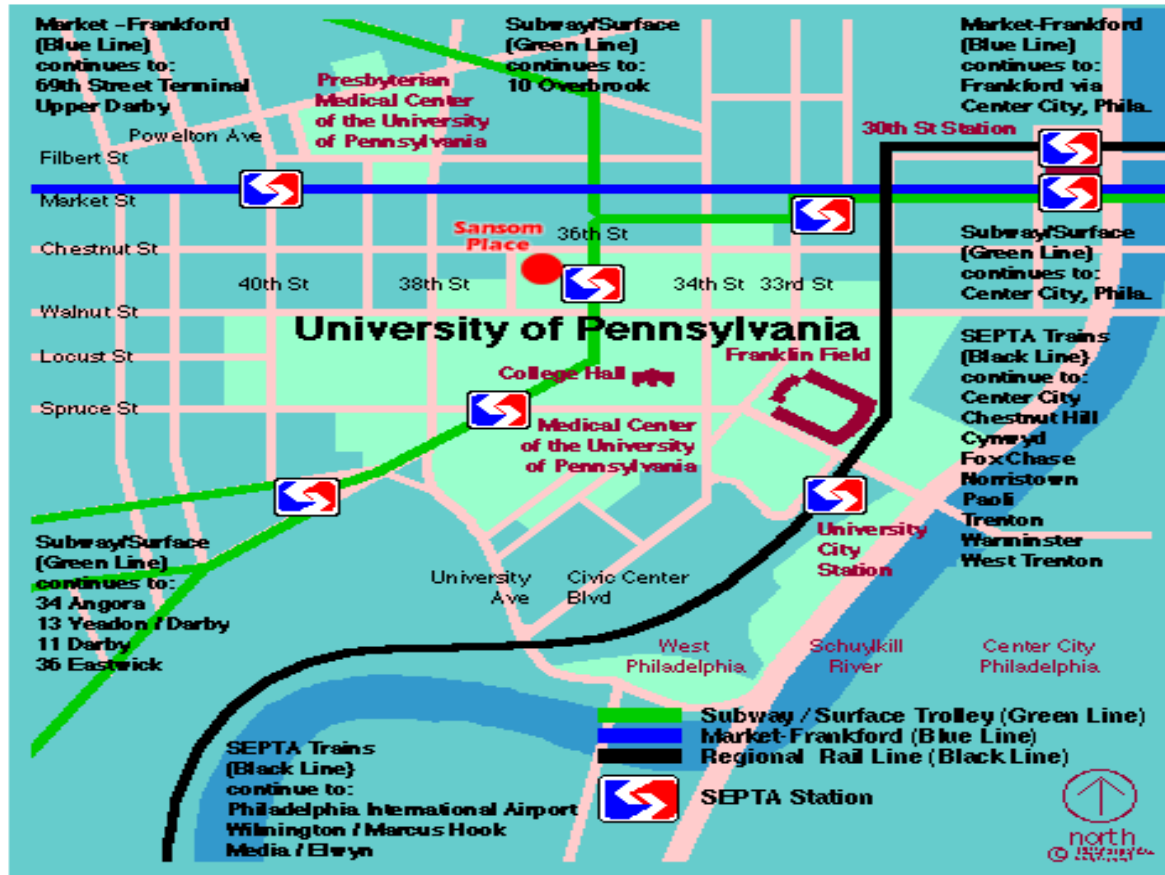 Market-Frankford
(Blue Line)
continues to:
69th Street Terminal
Upper Darby
Subway/Surface
(Green Line)
continues to:
10 Overbrook
Market-Frankford
(Blue Line)
continues to:
Frankford via
Center City, Phila.
Presbyterian
Medical Center
of the University
of Pennsylvania
30th St Station
Powelton Ave
Filbert St
Market St
Sansom
Place
36th St
Chestnut St
Subway/Surface
(Green Line)
continues to:
Center City, Phila.
40th St
38th St
34th St
33rd St
Walnut St
University of Pennsylvania
Locust St
Franklin Field
College Hall
Spruce St
Medical Center
of the University
of Pennsylvania
SEPTA Trains
(Black Line}
continue to:
Center City
Chestnut Hill
Cynwyd
Fox Chase
Norristown
Paoli
Trenton
Warminster
West Trenton
University
City
Station
Subway/Surface
(Green Line)
continues to:
34 Angora
13 Yeadon / Darby
11 Darby
36 Eastwick
University
Ave
Civic Center
Blvd
West
Philadelphia
Schuylkill
River
Center City
Philadelphia
SEPTA Trains
(Black Line}
continue to:
Philadelphia International Airport
Wilmington / Marcus Hook
Media / Elwyn
Subway / Surface Trolley (Green Line)
Market-Frankford (Blue Line)
Regional Rail Line (Black Line)
SEPTA Station
north
©